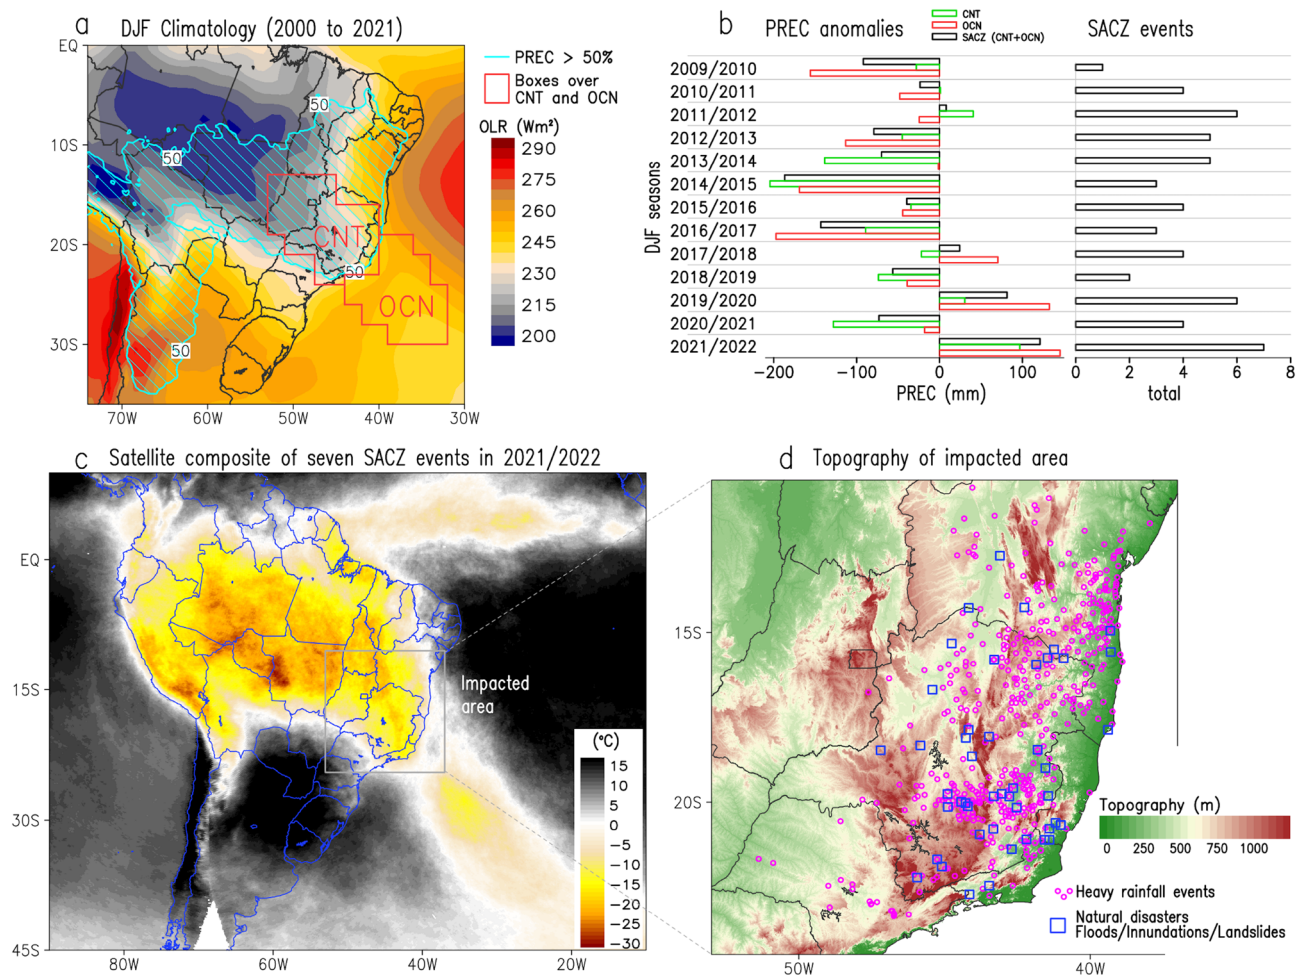 a DJF Climatology (2000 to 2021)
EQ
10S
20S
30S
70W 60W 50W 40W 30W
50
50
50
50
CNT
OCN
PREC > 50%
Boxes over
CNT and OCN
OLR (Wm²)
290
275
260
245
230
215
200
b PREC anomalies
CNT
OCN
SACZ (CNT+OCN)
SACZ events
DJF seasons
2009/2010
2010/2011
2011/2012
2012/2013
2013/2014
2014/2015
2015/2016
2016/2017
2017/2018
2018/2019
2019/2020
2020/2021
2021/2022
−200 −100 0 100
PREC (mm)
0 2 4 6 8
total
c Satellite composite of seven SACZ events in 2021/2022
EQ
15S
30S
45S
80W 60W 40W 20W
Impacted
area
(°C)
15
10
5
0
−5
−10
−15
−20
−25
−30
d Topography of impacted area
15S
20S
50W 40W
Topography (m)
0 250 500 750 1000
Heavy rainfall events
Natural disasters
Floods/Innundations/Landslides